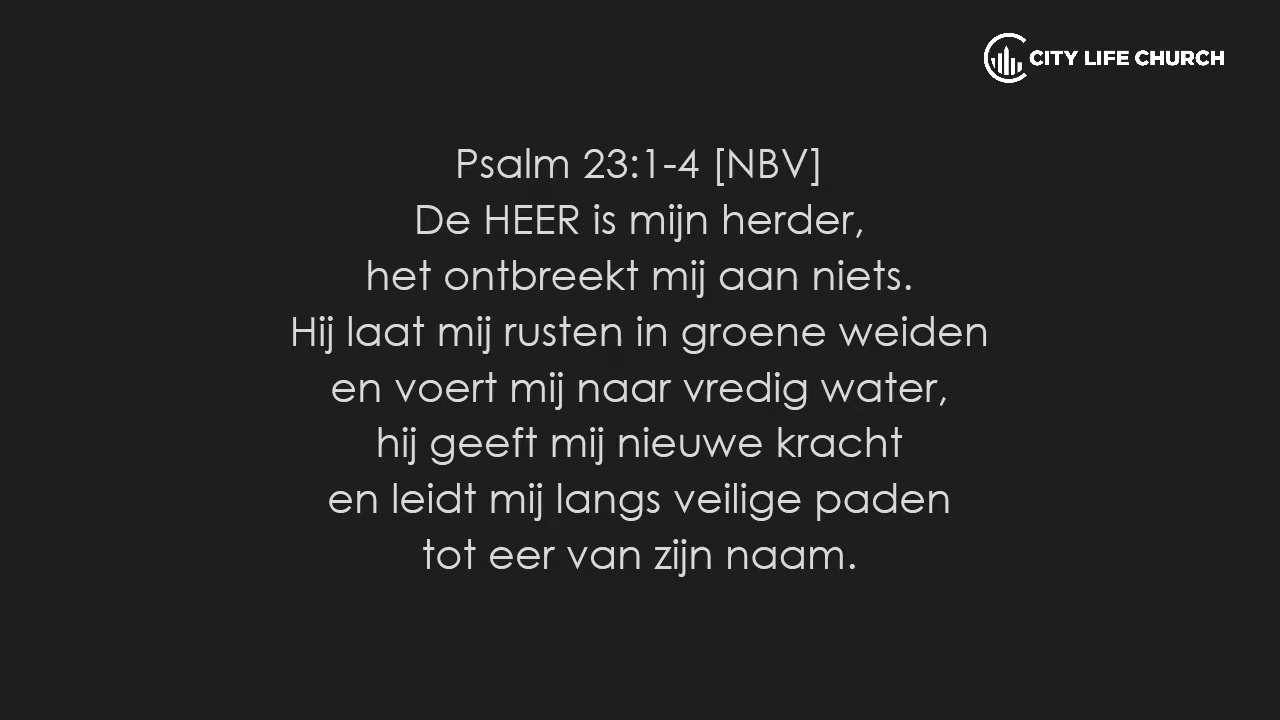 CITY LIFE CHURCH
Psalm 23:1-4 [NBV]
De HEER is mijn herder,
het ontbreekt mij aan niets.
Hij laat mij rusten in groene weiden
en voert mij naar vredig water,
hij geeft mij nieuwe kracht
en leidt mij langs veilige paden
tot eer van zijn naam.